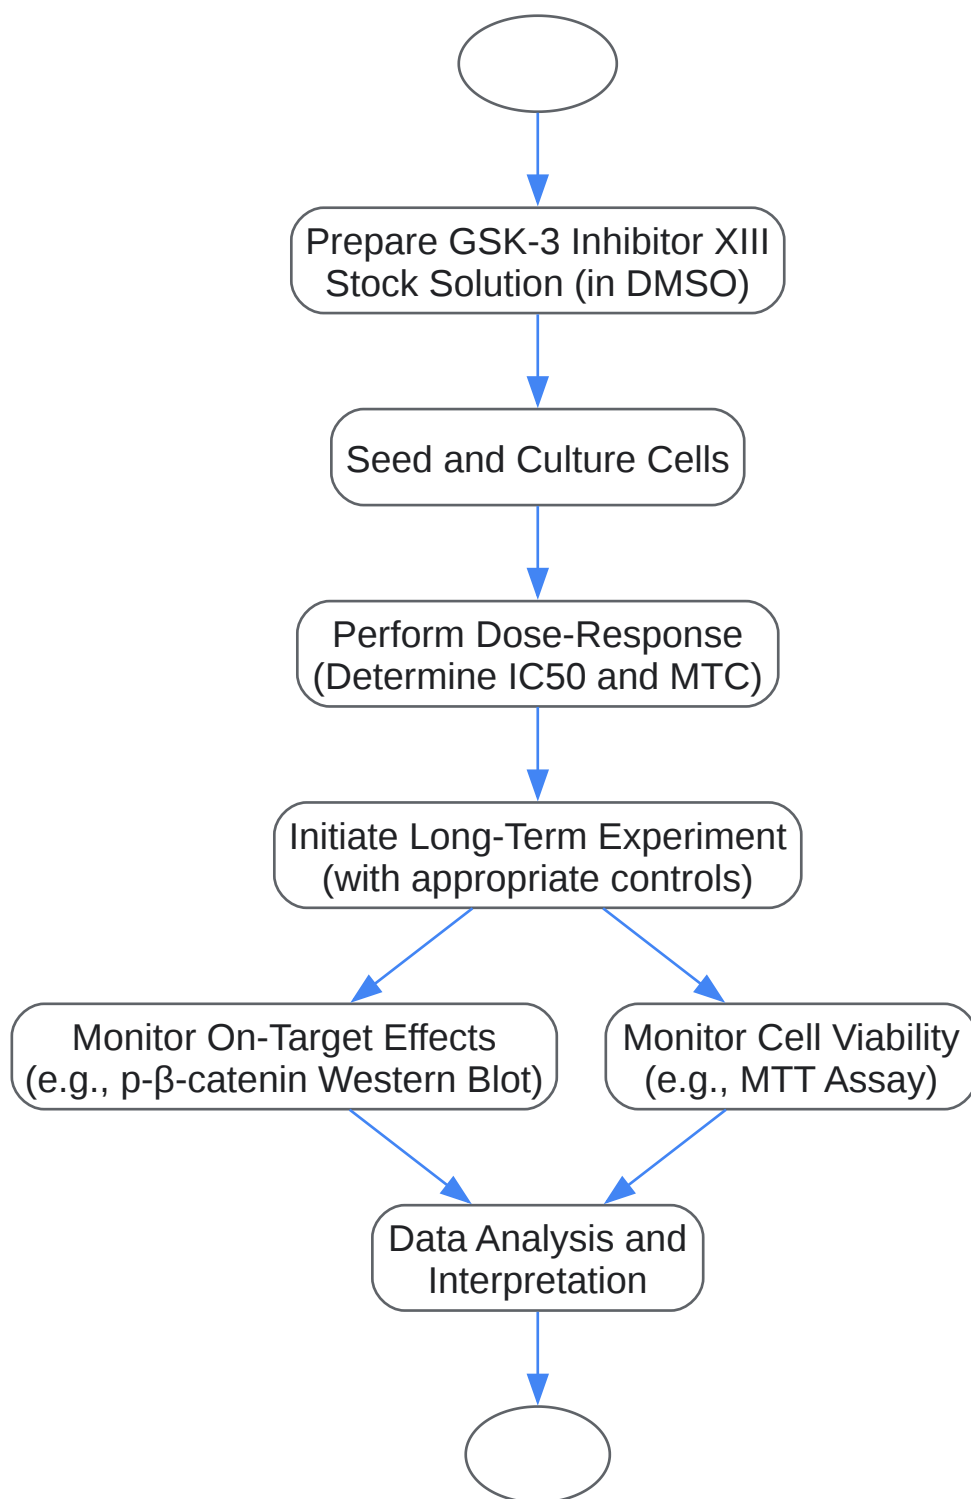 Prepare GSK-3 Inhibitor XIII
Stock Solution (in DMSO)
Seed and Culture Cells
Perform Dose-Response
(Determine IC50 and MTC)
Initiate Long-Term Experiment
(with appropriate controls)
Monitor On-Target Effects
(e.g., p-β-catenin Western Blot)
Monitor Cell Viability
(e.g., MTT Assay)
Data Analysis and
Interpretation